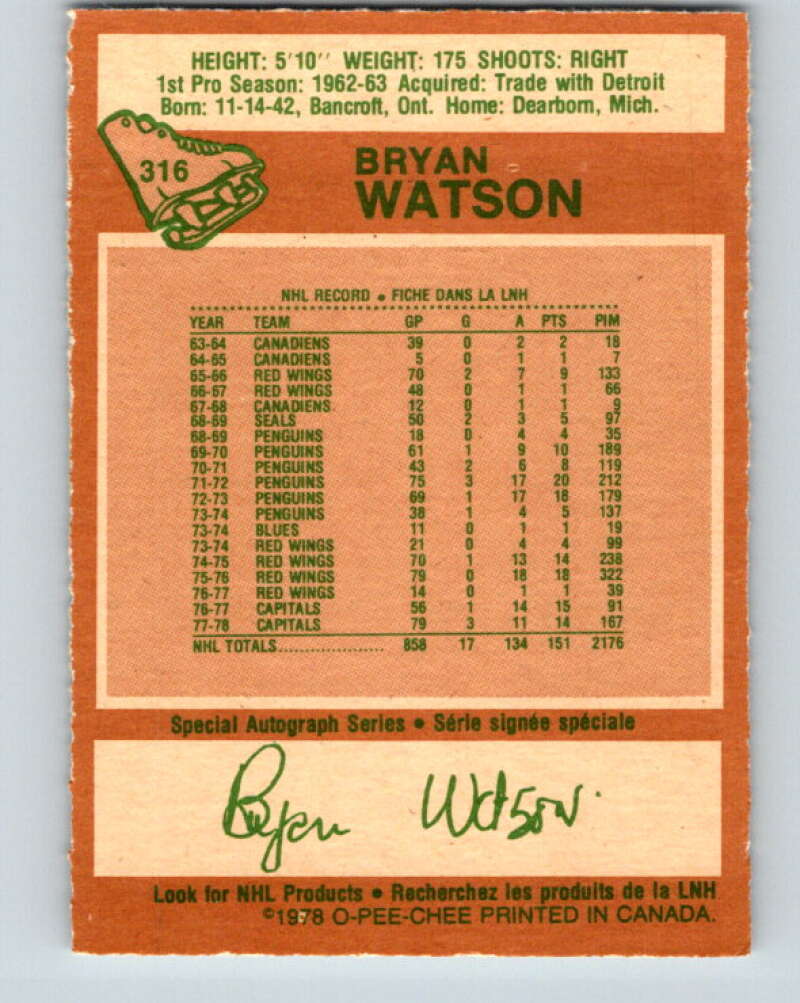 HEIGHT: 5'10'' WEIGHT: 175 SHOOTS: RIGHT
1st Pro Season: 1962-63 Acquired: Trade with Detroit
Born: 11-14-42, Bancroft, Ont. Home: Dearborn, Mich.
316
BRYAN
WATSON
NHL RECORD • FICHE DANS LA LNH
YEAR TEAM GP G A PTS PIM
63-64 CANADIENS 39 0 2 2 18
64-65 CANADIENS 5 0 1 1 7
65-66 RED WINGS 70 2 7 9 133
66-67 RED WINGS 48 0 1 1 66
67-68 CANADIENS 12 0 1 1 9
68-69 SEALS 50 2 3 5 97
68-69 PENGUINS 18 0 4 4 35
69-70 PENGUINS 61 1 9 10 189
70-71 PENGUINS 43 2 6 8 119
71-72 PENGUINS 75 3 17 20 212
72-73 PENGUINS 69 1 17 18 179
73-74 PENGUINS 38 1 4 5 137
73-74 BLUES 11 0 1 1 19
73-74 RED WINGS 21 0 4 4 99
74-75 RED WINGS 70 1 13 14 238
75-76 RED WINGS 79 0 18 18 322
76-77 RED WINGS 14 0 1 1 39
76-77 CAPITALS 56 1 14 15 91
77-78 CAPITALS 79 3 11 14 167
NHL TOTALS.................... 858 17 134 151 2176
Special Autograph Series • Série signée spéciale
Bryan Watson
Look for NHL Products • Recherchez les produits de la LNH
©1978 O-PEE-CHEE PRINTED IN CANADA.